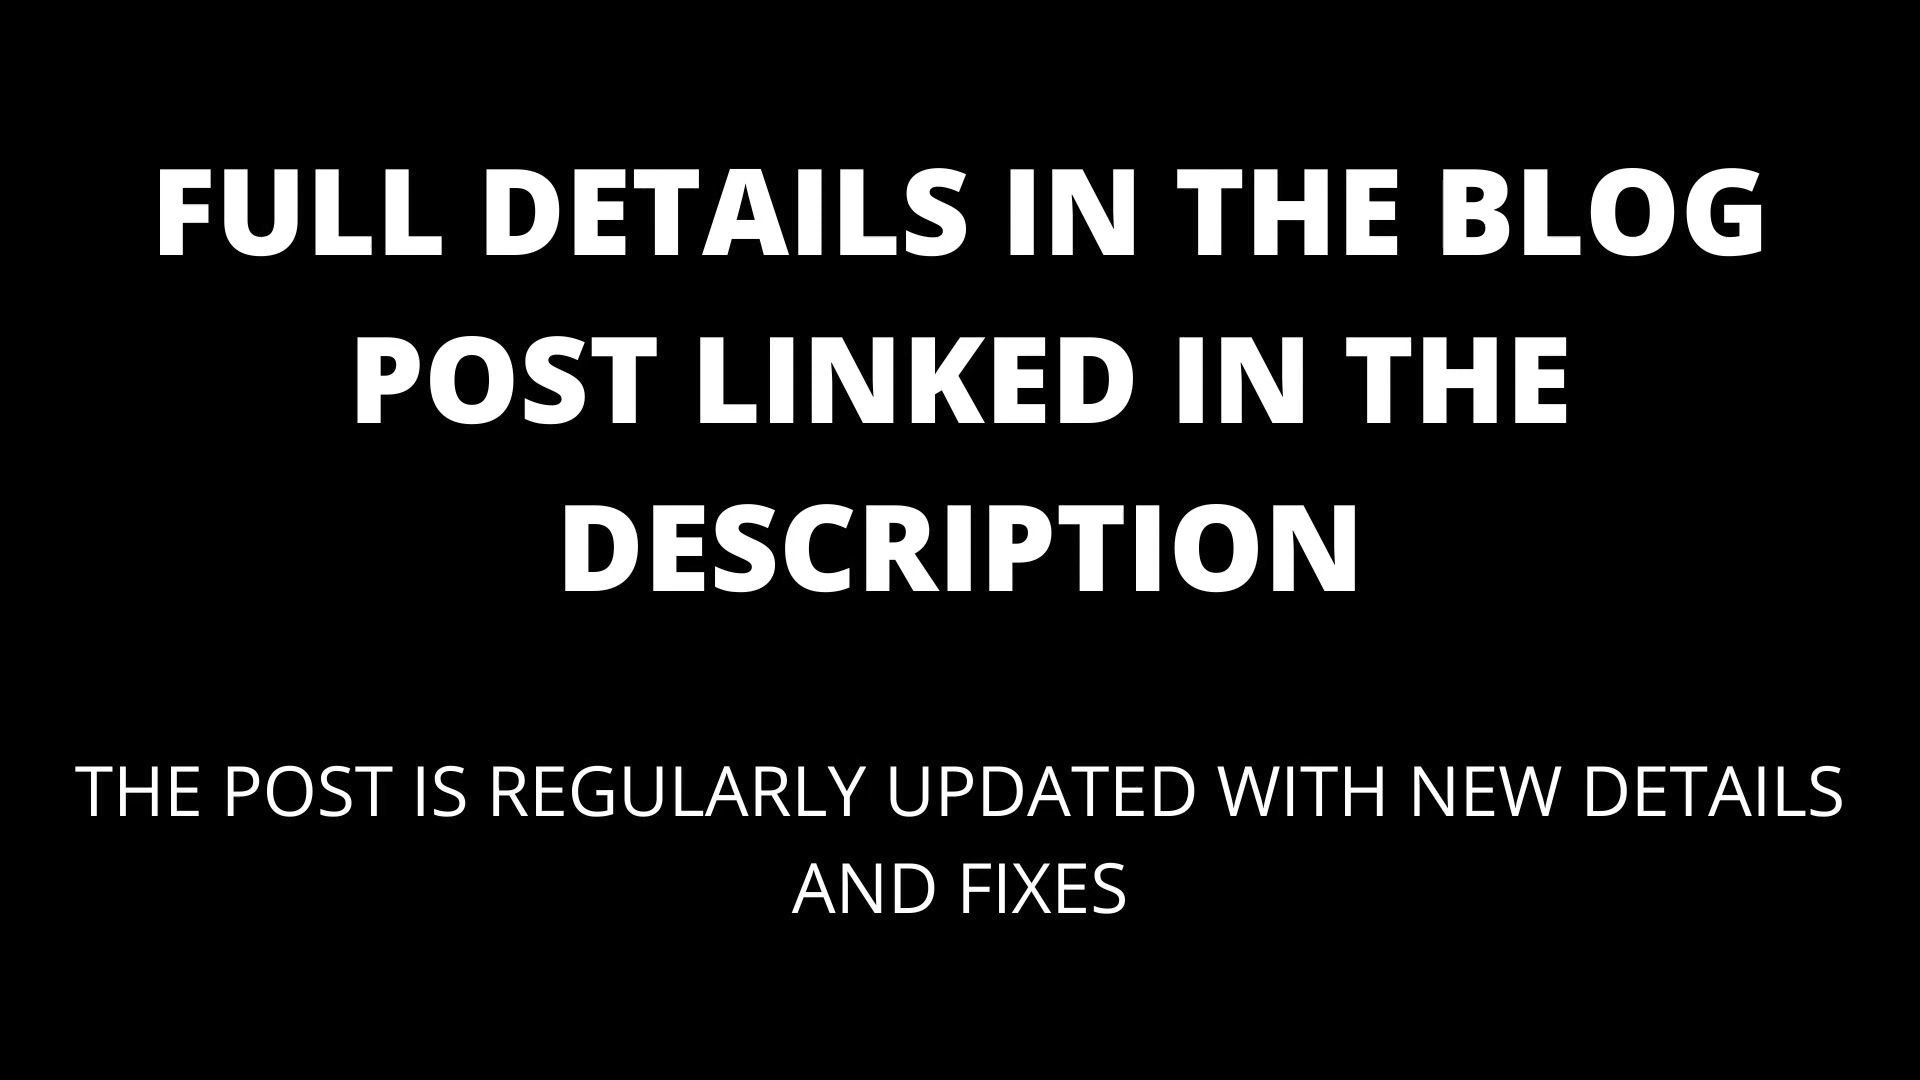 FULL DETAILS IN THE BLOG
POST LINKED IN THE
DESCRIPTION
THE POST IS REGULARLY UPDATED WITH NEW DETAILS
AND FIXES